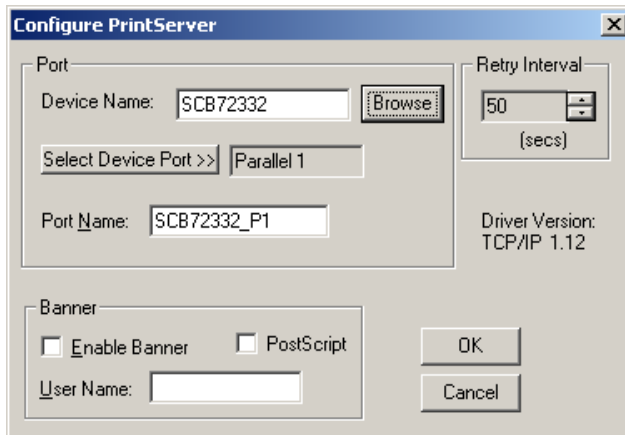 Configure PrintServer
Port
Device Name: SCB72332 Browse
Select Device Port >> Parallel 1
Port Name: SCB72332_P1
Retry Interval
50
(secs)
Driver Version:
TCP/IP 1.12
Banner
Enable Banner PostScript
User Name:
OK
Cancel